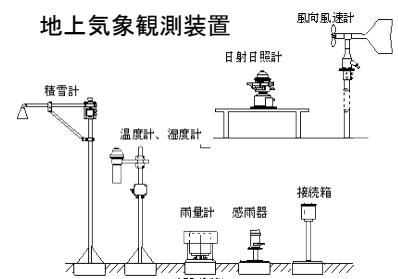 地上気象観測装置
風向風速計
日射日照計
積雪計
温度計、湿度計
雨量計
感雨器
接続箱